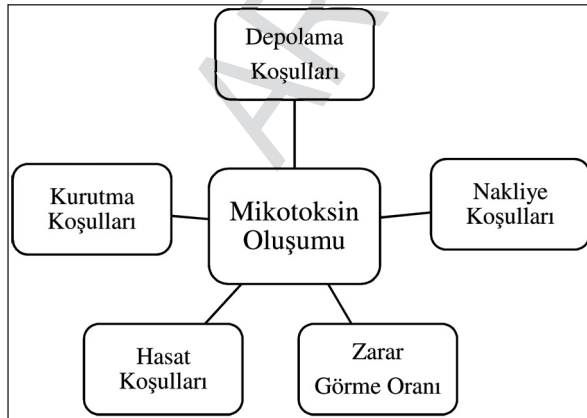 Depolama
Koşulları
Kurutma
Koşulları
Mikotoksin
Oluşumu
Nakliye
Koşulları
Hasat
Koşulları
Zarar
Görme Oranı